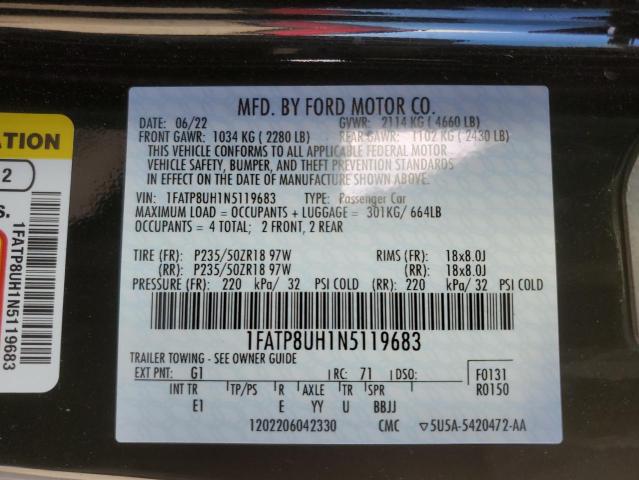 MFD. BY FORD MOTOR CO.
DATE: 06/22 GVWR: 2114 KG ( 4660 LB)
FRONT GAWR: 1034 KG ( 2280 LB) REAR GAWR: 1102 KG ( 2430 LB)
THIS VEHICLE CONFORMS TO ALL APPLICABLE FEDERAL MOTOR
VEHICLE SAFETY, BUMPER, AND THEFT PREVENTION STANDARDS
IN EFFECT ON THE DATE OF MANUFACTURE SHOWN ABOVE.
VIN: 1FATP8UH1N5119683 TYPE: Passenger Car
MAXIMUM LOAD = OCCUPANTS + LUGGAGE = 301KG/ 664LB
OCCUPANTS = 4 TOTAL; 2 FRONT, 2 REAR
TIRE (FR): P235/50ZR18 97W RIMS (FR): 18x8.0J
(RR): P235/50ZR18 97W (RR): 18x8.0J
PRESSURE (FR): 220 kPa/ 32 PSI COLD (RR): 220 kPa/ 32 PSI COLD
1FATP8UH1N5119683
TRAILER TOWING - SEE OWNER GUIDE
EXT PNT: G1 RC: 71 DSO: F0131
INT TR TP/PS R AXLE TR SPR R0150
E1 E YY U BBJJ
1202206042330 CMC ▽5U5A-5420472-AA
ATION
2
s.
1FATP8UH1N5119683